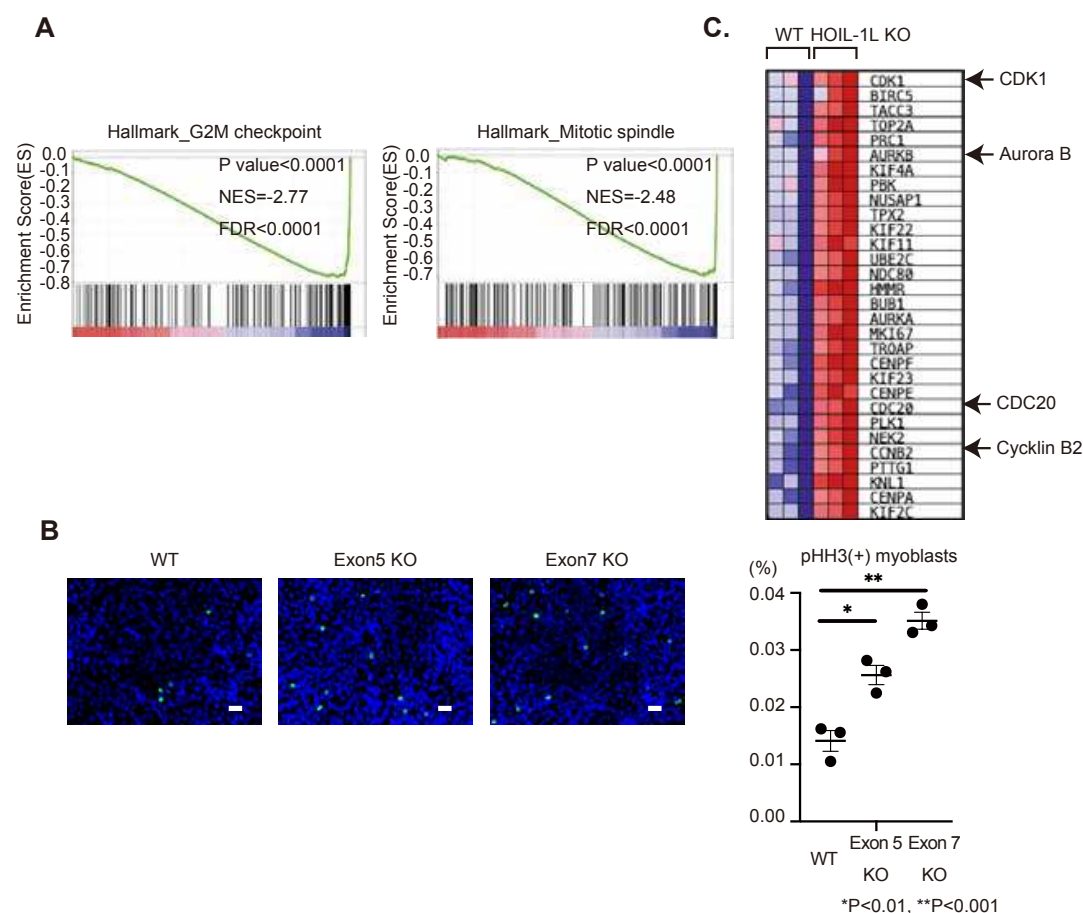 A
Hallmark_G2M checkpoint
Enrichment Score(ES)
0.0
-0.1
-0.2
-0.3
-0.4
-0.5
-0.6
-0.7
-0.8
P value<0.0001
NES=-2.77
FDR<0.0001
Hallmark_Mitotic spindle
Enrichment Score(ES)
0.0
-0.1
-0.2
-0.3
-0.4
-0.5
-0.6
-0.7
P value<0.0001
NES=-2.48
FDR<0.0001
C.
WT HOIL-1L KO
CDK1
BIRC5
TACC3
TOP2A
PRC1
AURKB
KIF4A
PBK
NUSAP1
TPX2
KIF22
KIF11
UBE2C
NDC80
HMMR
BUB1
AURKA
MKI67
TROAP
CENPF
KIF23
CENPE
CDC20
PLK1
NEK2
CCNB2
PTTG1
KNL1
CENPA
KIF2C
CDK1
Aurora B
CDC20
Cycklin B2
B
WT
Exon5 KO
Exon7 KO
pHH3(+) myoblasts
(%)
**
*
0.04
0.03
0.02
0.01
0.00
WT
Exon 5
KO
Exon 7
KO
*P<0.01, **P<0.001